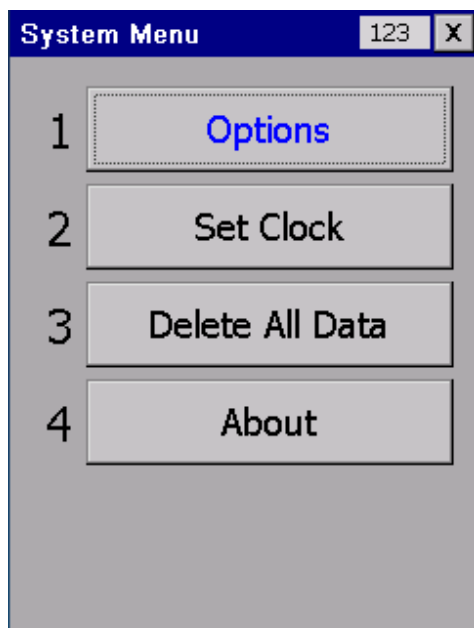 System Menu 123 X
1 Options
2 Set Clock
3 Delete All Data
4 About